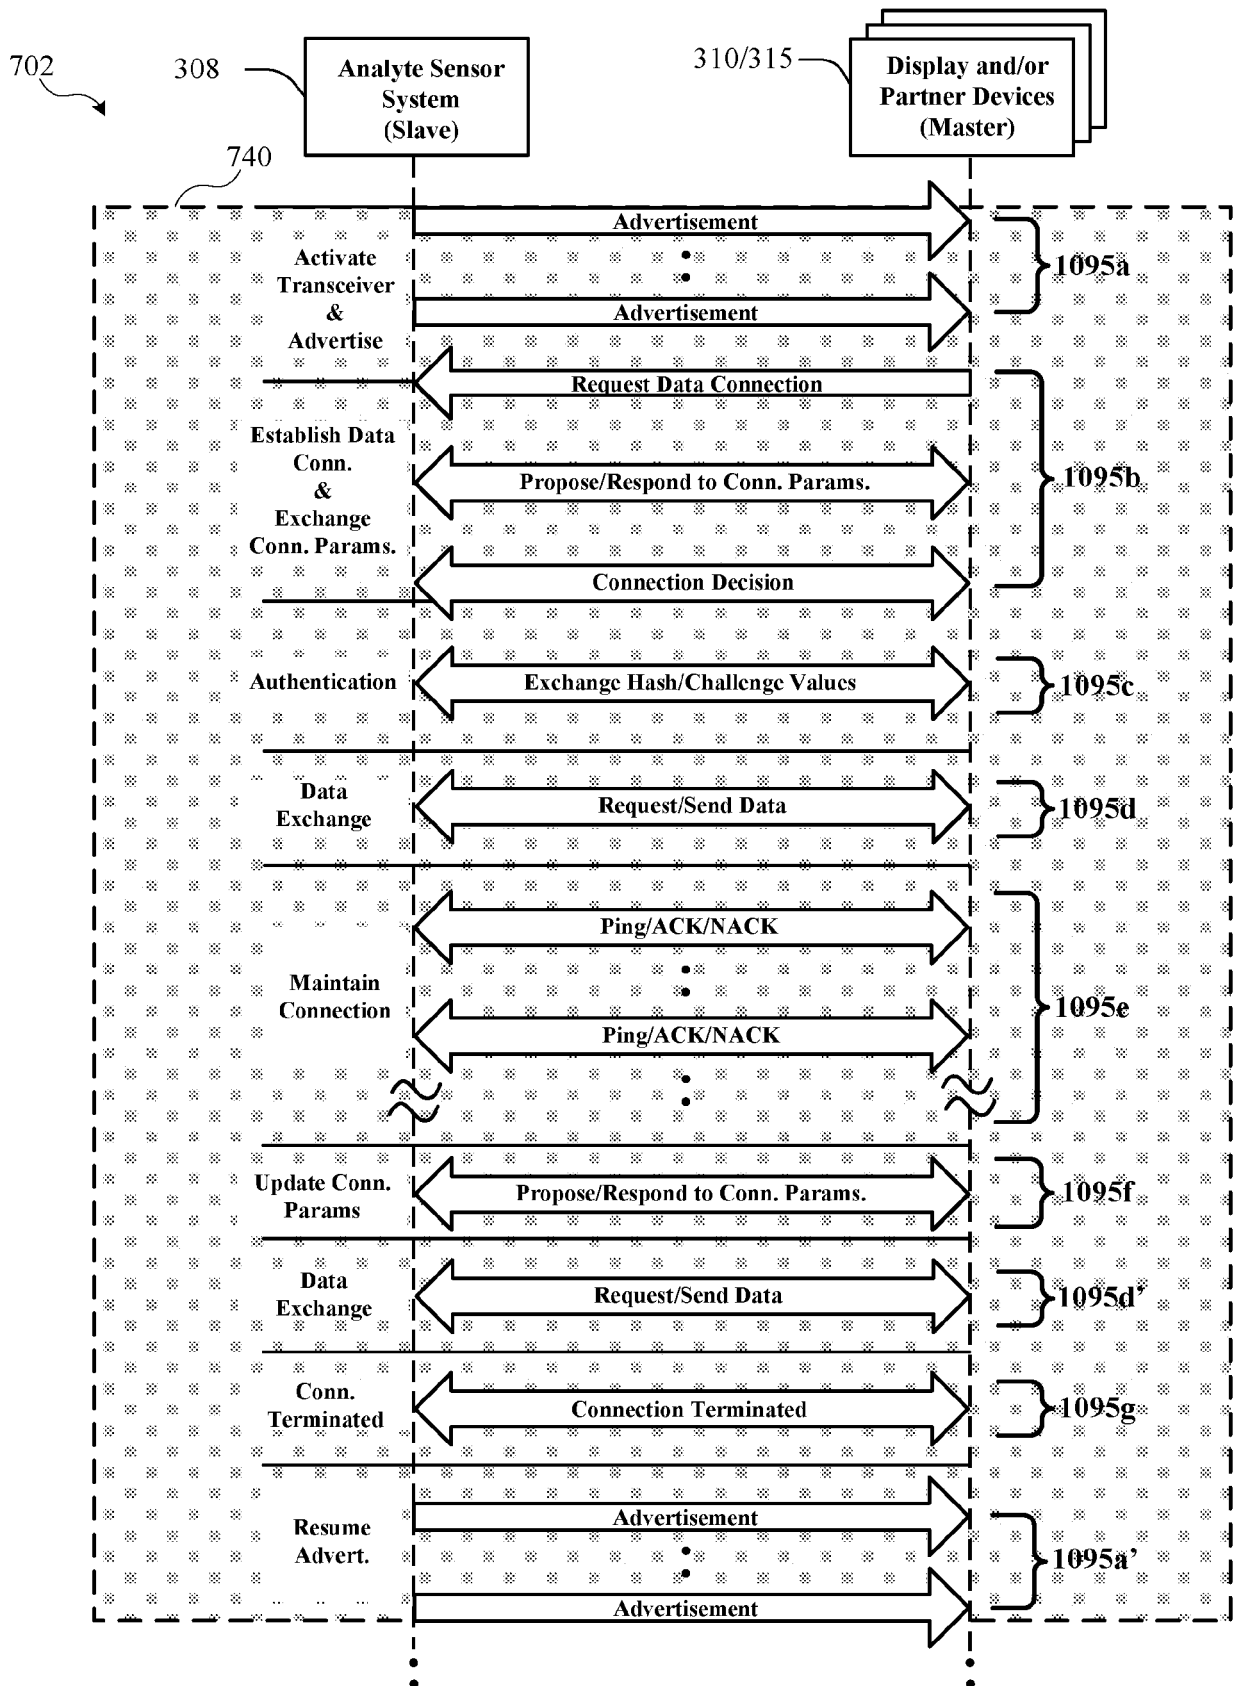 702
308
Analyte Sensor
System
(Slave)
310/315
Display and/or
Partner Devices
(Master)
740
Advertisement
Activate
Transceiver
&
Advertise
Advertisement
1095a
Request Data Connection
Establish Data
Conn.
&
Exchange
Conn. Params.
Propose/Respond to Conn. Params.
Connection Decision
1095b
Authentication
Exchange Hash/Challenge Values
1095c
Data
Exchange
Request/Send Data
1095d
Ping/ACK/NACK
Maintain
Connection
Ping/ACK/NACK
1095e
Update Conn.
Params
Propose/Respond to Conn. Params.
1095f
Data
Exchange
Request/Send Data
1095d'
Conn.
Terminated
Connection Terminated
1095g
Advertisement
Resume
Advert.
Advertisement
1095a'